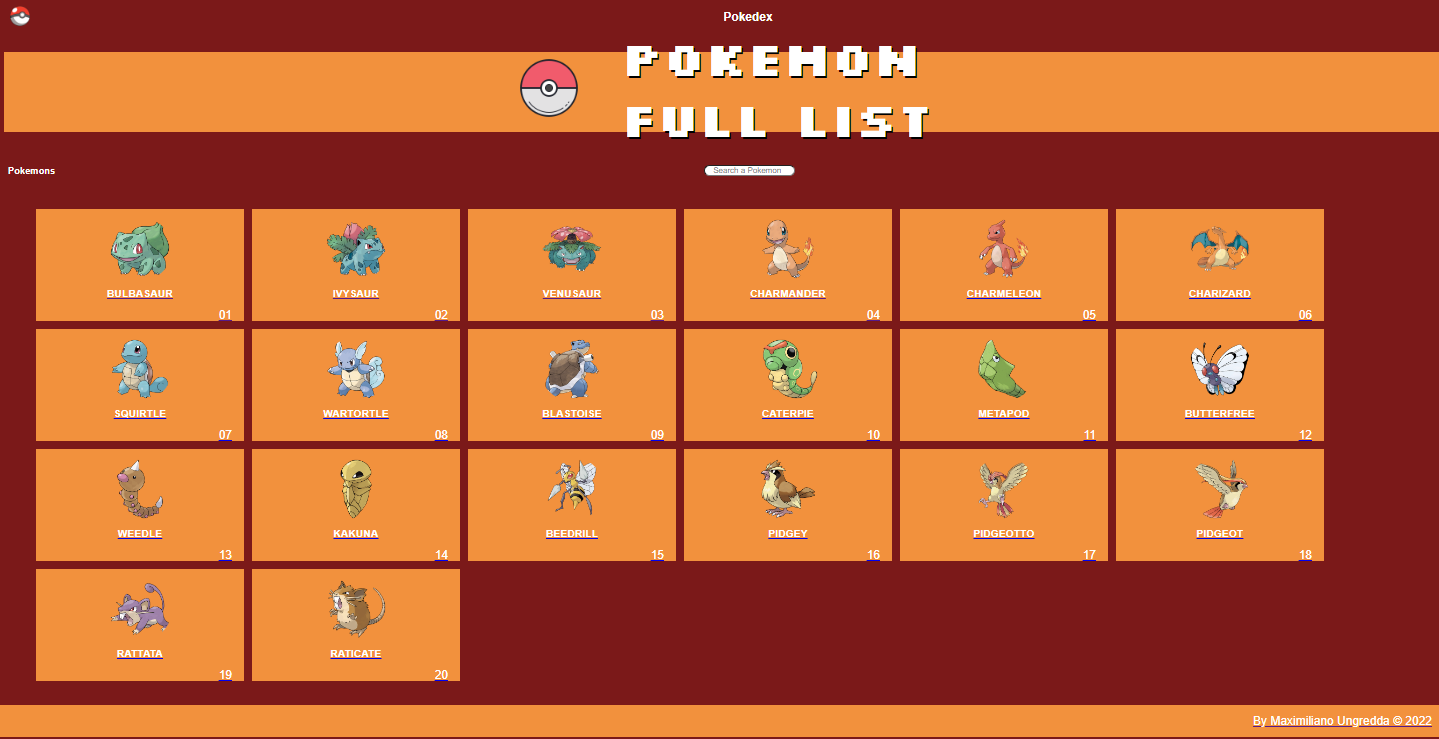 Pokedex
POKEMON
FULL LIST
Pokemons
Search a Pokemon
BULBASAUR
01
IVYSAUR
02
VENUSAUR
03
CHARMANDER
04
CHARMELEON
05
CHARIZARD
06
SQUIRTLE
07
WARTORTLE
08
BLASTOISE
09
CATERPIE
10
METAPOD
11
BUTTERFREE
12
WEEDLE
13
KAKUNA
14
BEEDRILL
15
PIDGEY
16
PIDGEOTTO
17
PIDGEOT
18
RATTATA
19
RATICATE
20
By Maximiliano Ungredda © 2022